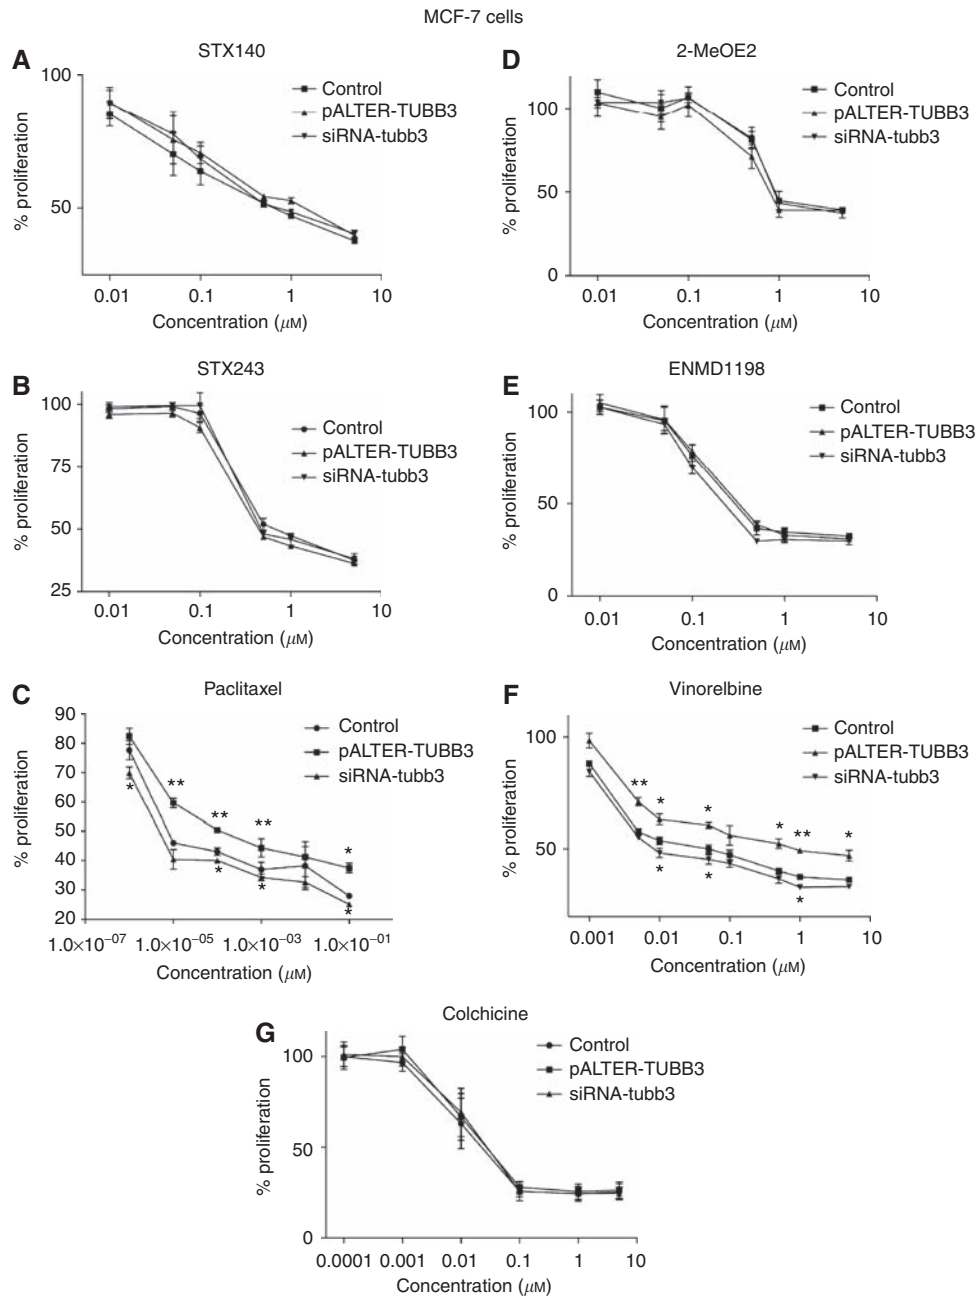 MCF-7 cells
A
STX140
100
50
% proliferation
Control
pALTER-TUBB3
siRNA-tubb3
0.01 0.1 1 10
Concentration (μM)
D
2-MeOE2
100
50
0
% proliferation
Control
pALTER-TUBB3
siRNA-tubb3
0.01 0.1 1 10
Concentration (μM)
B
STX243
100
75
50
25
% proliferation
Control
pALTER-TUBB3
siRNA-tubb3
0.01 0.1 1 10
Concentration (μM)
E
ENMD1198
100
50
0
% proliferation
Control
pALTER-TUBB3
siRNA-tubb3
0.01 0.1 1 10
Concentration (μM)
C
Paclitaxel
90
80
70
60
50
40
30
20
% proliferation
Control
pALTER-TUBB3
siRNA-tubb3
** ** ** *
* * * *
1.0×10⁻⁰⁷ 1.0×10⁻⁰⁵ 1.0×10⁻⁰³ 1.0×10⁻⁰¹
Concentration (μM)
F
Vinorelbine
100
50
% proliferation
Control
pALTER-TUBB3
siRNA-tubb3
** * * * ** *
* * *
0.001 0.01 0.1 1 10
Concentration (μM)
G
Colchicine
100
50
0
% proliferation
Control
pALTER-TUBB3
siRNA-tubb3
0.0001 0.001 0.01 0.1 1 10
Concentration (μM)